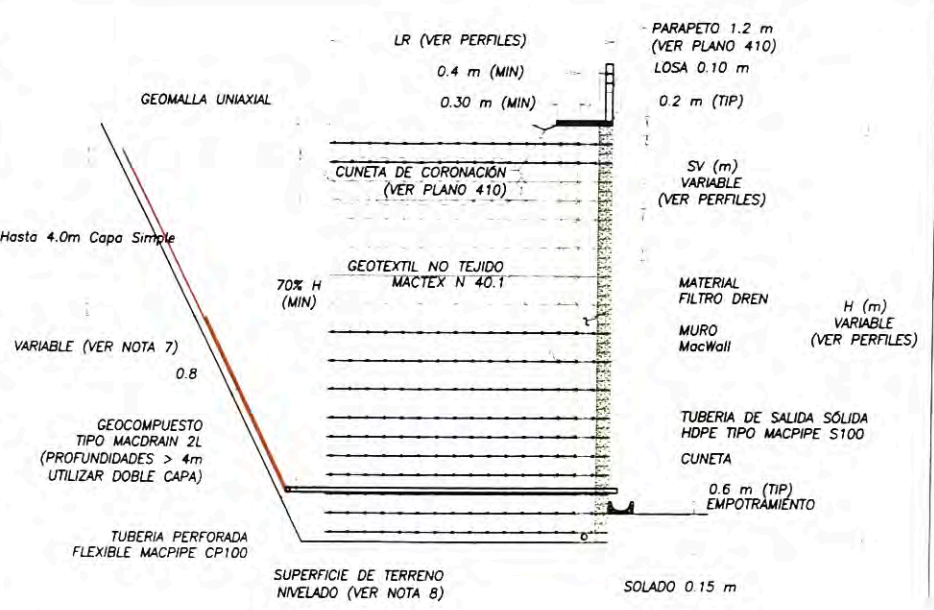 LR (VER PERFILES)
PARAPETO 1.2 m
(VER PLANO 410)
0.4 m (MIN)
LOSA 0.10 m
GEOMALLA UNIAXIAL
0.30 m (MIN)
0.2 m (TIP)
CUNETA DE CORONACIÓN
(VER PLANO 410)
SV (m)
VARIABLE
(VER PERFILES)
Hasta 4.0m Capa Simple
GEOTEXTIL NO TEJIDO
MACTEX N 40.1
70% H
(MIN)
MATERIAL
FILTRO DREN
H (m)
VARIABLE
(VER PERFILES)
MURO
MacWall
VARIABLE (VER NOTA 7)
0.8
GEOCOMPUESTO
TIPO MACDRAIN 2L
(PROFUNDIDADES > 4m
UTILIZAR DOBLE CAPA)
TUBERIA DE SALIDA SÓLIDA
HDPE TIPO MACPIPE S100
CUNETA
0.6 m (TIP)
EMPOTRAMIENTO
TUBERIA PERFORADA
FLEXIBLE MACPIPE CP100
SUPERFICIE DE TERRENO
NIVELADO (VER NOTA 8)
SOLADO 0.15 m